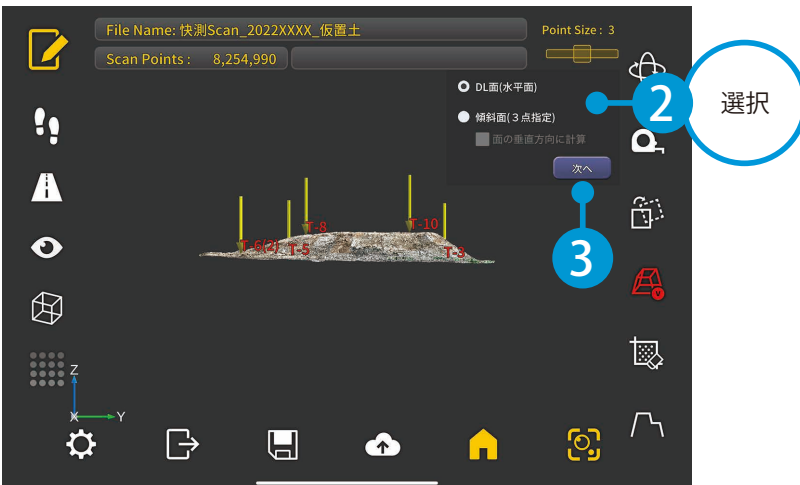 File Name: 快測Scan_2022XXXX_仮置土
Point Size : 3
Scan Points : 8,254,990
DL面(水平面)
2
選択
傾斜面(３点指定)
面の垂直方向に計算
次へ
3
T-8
T-10
T-6(2)
T-5
T-3
V
Z
X
Y